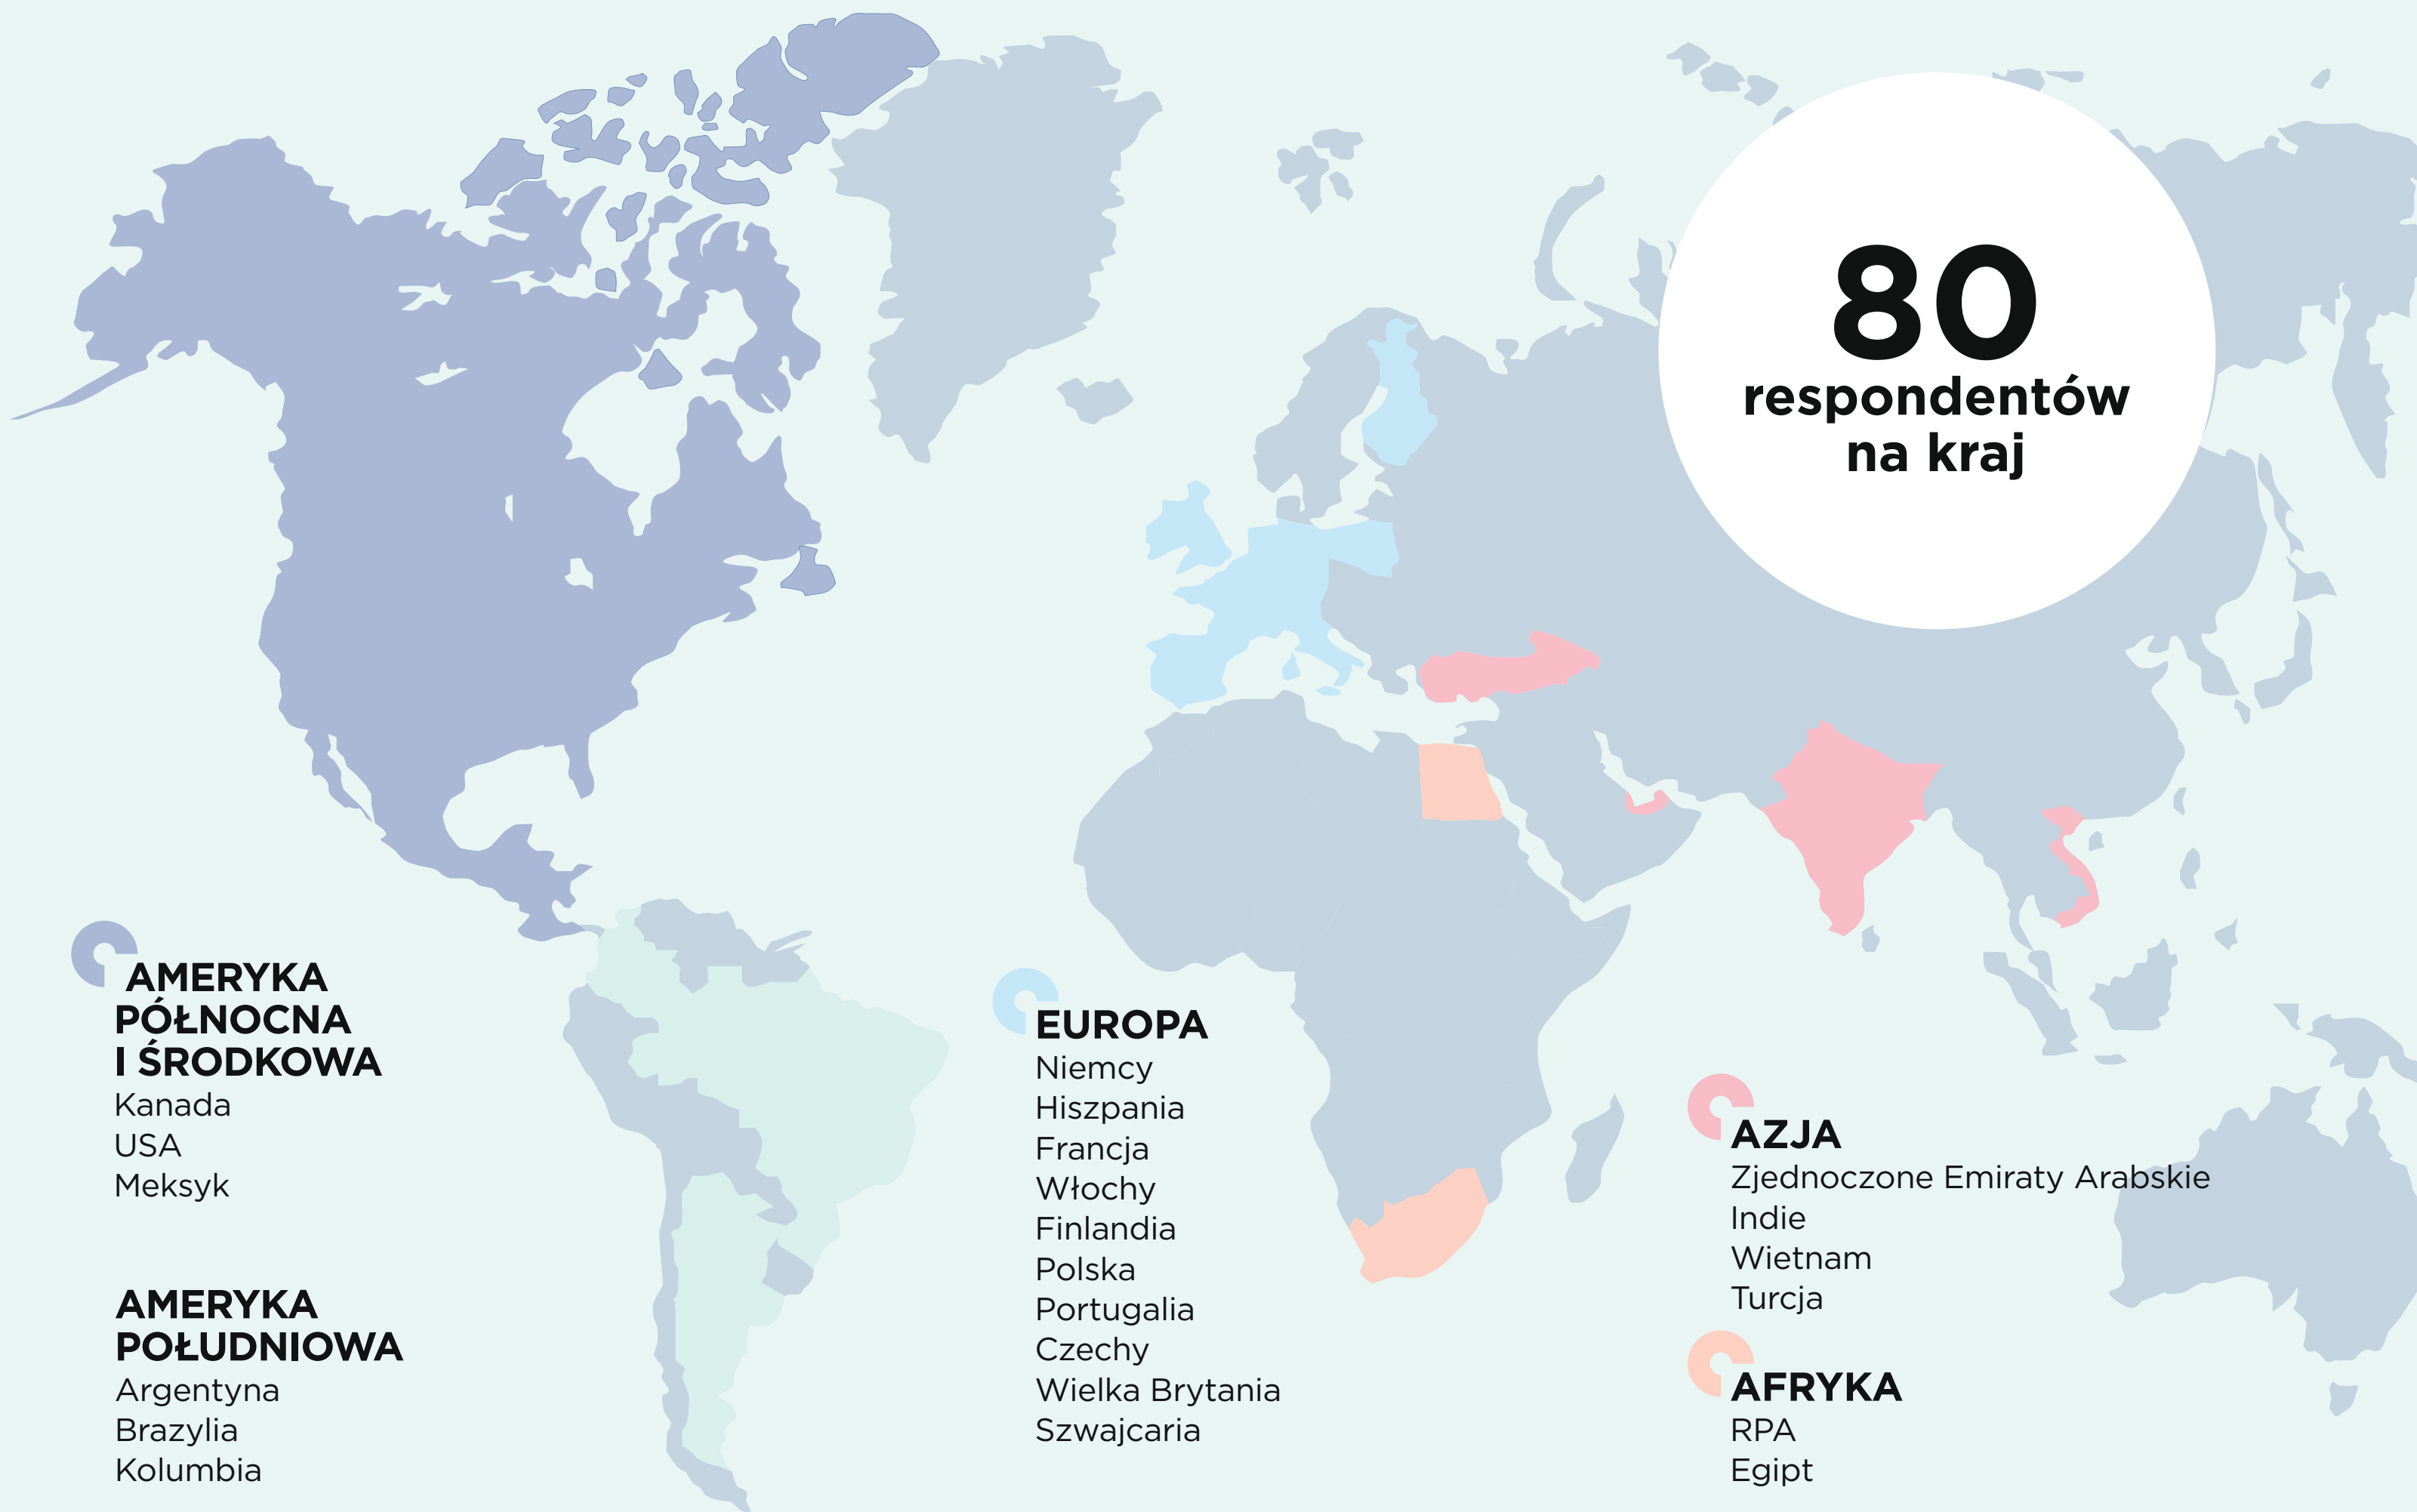 80
respondentów
na kraj
AMERYKA
PÓŁNOCNA
I ŚRODKOWA
Kanada
USA
Meksyk
AMERYKA
POŁUDNIOWA
Argentyna
Brazylia
Kolumbia
EUROPA
Niemcy
Hiszpania
Francja
Włochy
Finlandia
Polska
Portugalia
Czechy
Wielka Brytania
Szwajcaria
AZJA
Zjednoczone Emiraty Arabskie
Indie
Wietnam
Turcja
AFRYKA
RPA
Egipt